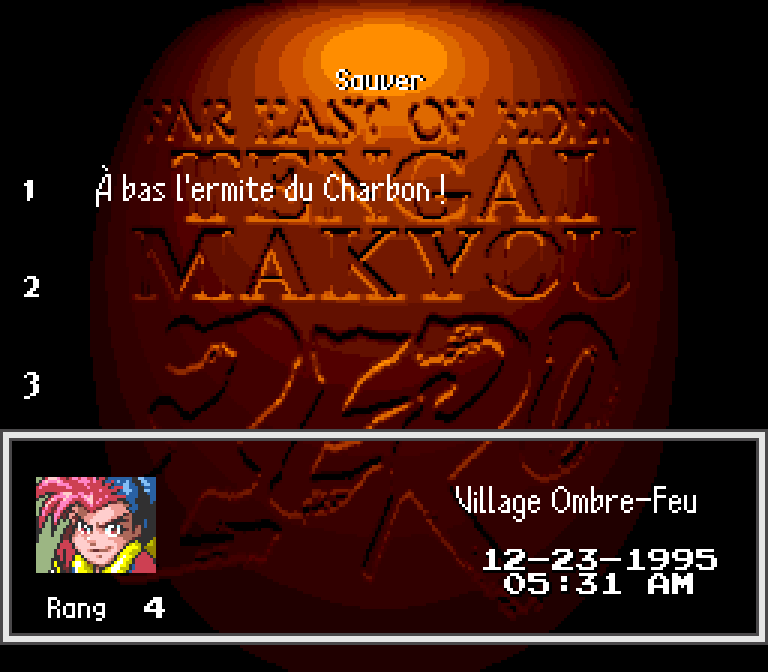 Sauver
FAR EAST OF EDEN
TENGAI
MAKYOU
ZERO
1 À bas l'ermite du Charbon !
2
3
Village Ombre-Feu
12-23-1995
05:31 AM
Rang 4